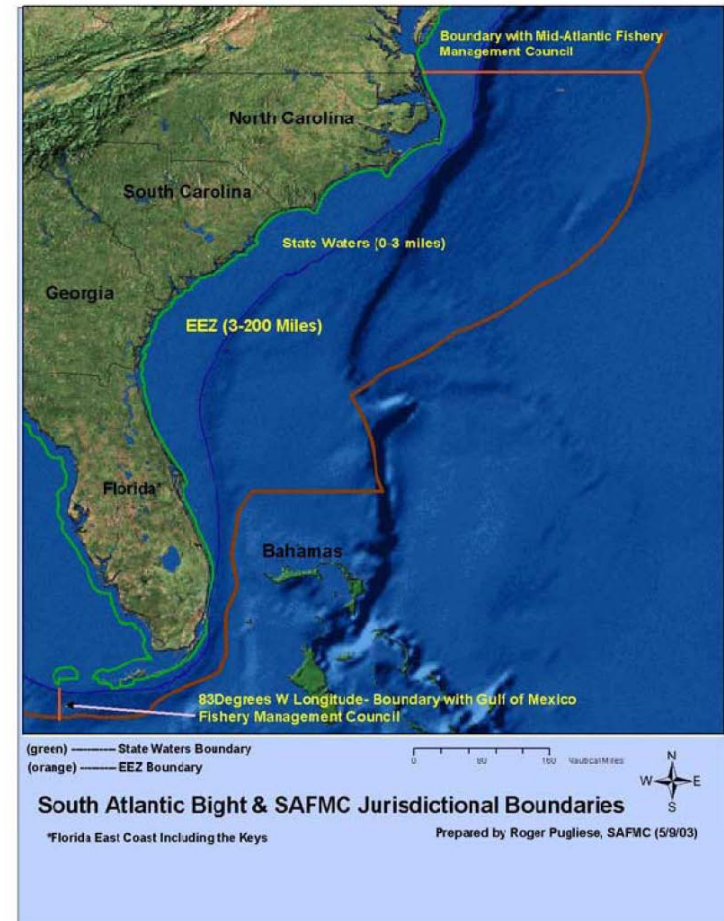 Boundary with Mid-Atlantic Fishery
Management Council
North Carolina
South Carolina
State Waters (0-3 miles)
Georgia
EEZ (3-200 Miles)
Florida*
Bahamas
83Degrees W Longitude- Boundary with Gulf of Mexico
Fishery Management Council
(green) ---------- State Waters Boundary
(orange) --------- EEZ Boundary
0 80 160 Nautical Miles
N
W E
S
South Atlantic Bight & SAFMC Jurisdictional Boundaries
*Florida East Coast Including the Keys
Prepared by Roger Pugliese, SAFMC (5/9/03)